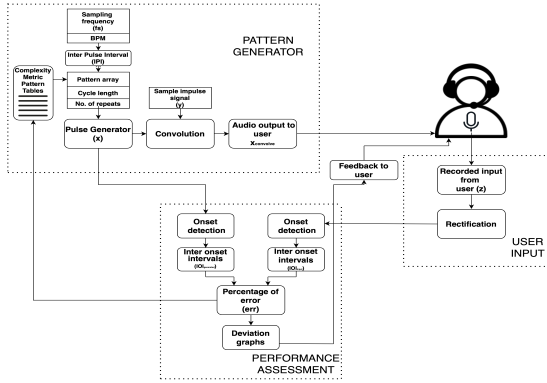 Sampling
frequency
(fs)
BPM
Inter Pulse Interval
(IPI)
Pattern array
Cycle length
No. of repeats
Complexity
Metric
Pattern
Tables
PATTERN
GENERATOR
Sample impulse
signal
(y)
Pulse Generator
(x)
Convolution
Audio output to
user
Xconvolve
Feedback to
user
Recorded input
from
user (z)
Rectification
USER
INPUT
Onset
detection
Onset
detection
Inter onset
intervals
Inter onset
intervals
Percentage of
error
(err)
Deviation
graphs
PERFORMANCE
ASSESSMENT